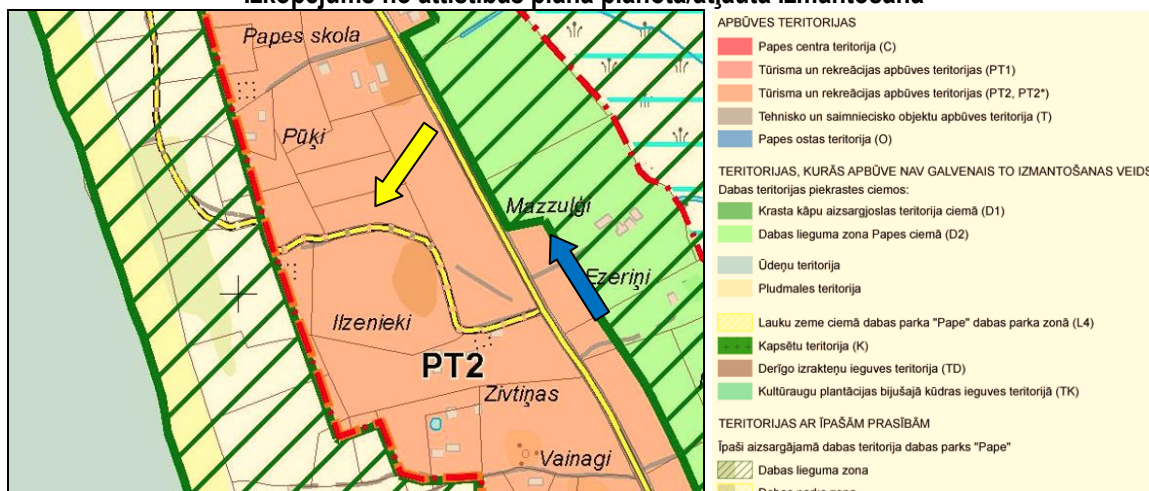 Izkopējums no attīstības plāna plānotā/atļautā izmantošana
Papes skola
Pūķi
Mazzuļģi
Ezeriņi
Ilzenieki
PT2
Zivtiņas
Vainagi
APBŪVES TERITORIJAS
Papes centra teritorija (C)
Tūrisma un rekreācijas apbūves teritorijas (PT1)
Tūrisma un rekreācijas apbūves teritorijas (PT2, PT2*)
Tehnisko un saimniecisko objektu apbūves teritorija (T)
Papes ostas teritorija (O)
TERITORIJAS, KURĀS APBŪVE NAV GALVENAIS TO IZMANTOŠANAS VEIDS
Dabas teritorijas piekrastes ciemos:
Krasta kāpu aizsargjoslas teritorija ciemā (D1)
Dabas lieguma zona Papes ciemā (D2)
Ūdeņu teritorija
Pludmales teritorija
Lauku zeme ciemā dabas parka "Pape" dabas parka zonā (L4)
Kapsētu teritorija (K)
Derīgo izrakteņu ieguves teritorija (TD)
Kultūraugu plantācijas bijušajā kūdras ieguves teritorijā (TK)
TERITORIJAS AR ĪPAŠĀM PRASĪBĀM
Īpaši aizsargājamā dabas teritorija dabas parks "Pape"
Dabas lieguma zona
Dabas parka zona